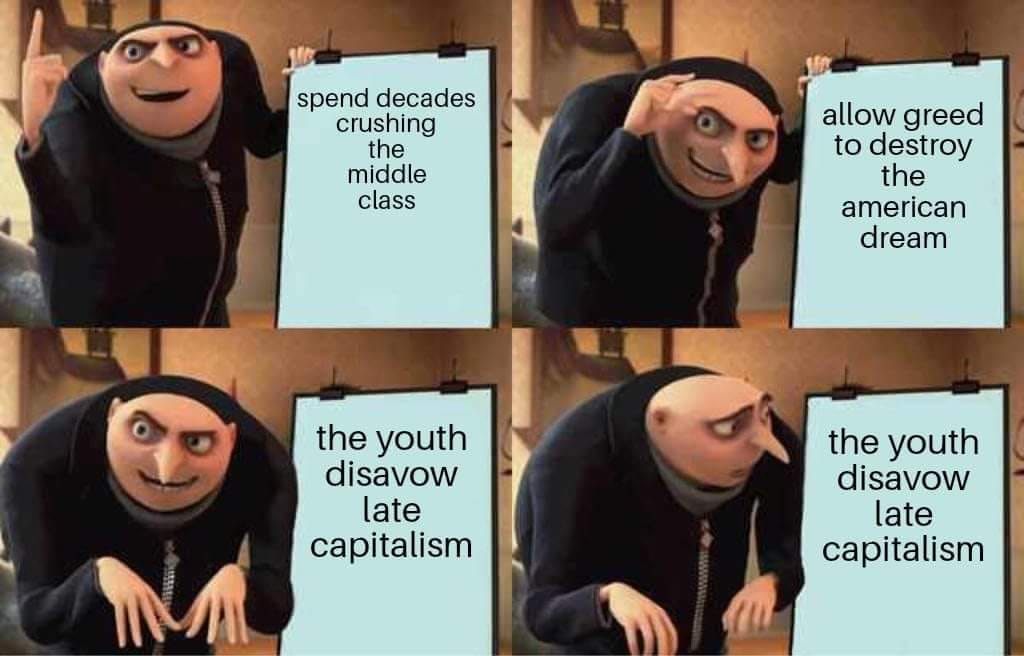 spend decades
crushing
the
middle
class
allow greed
to destroy
the
american
dream
the youth
disavow
late
capitalism
the youth
disavow
late
capitalism